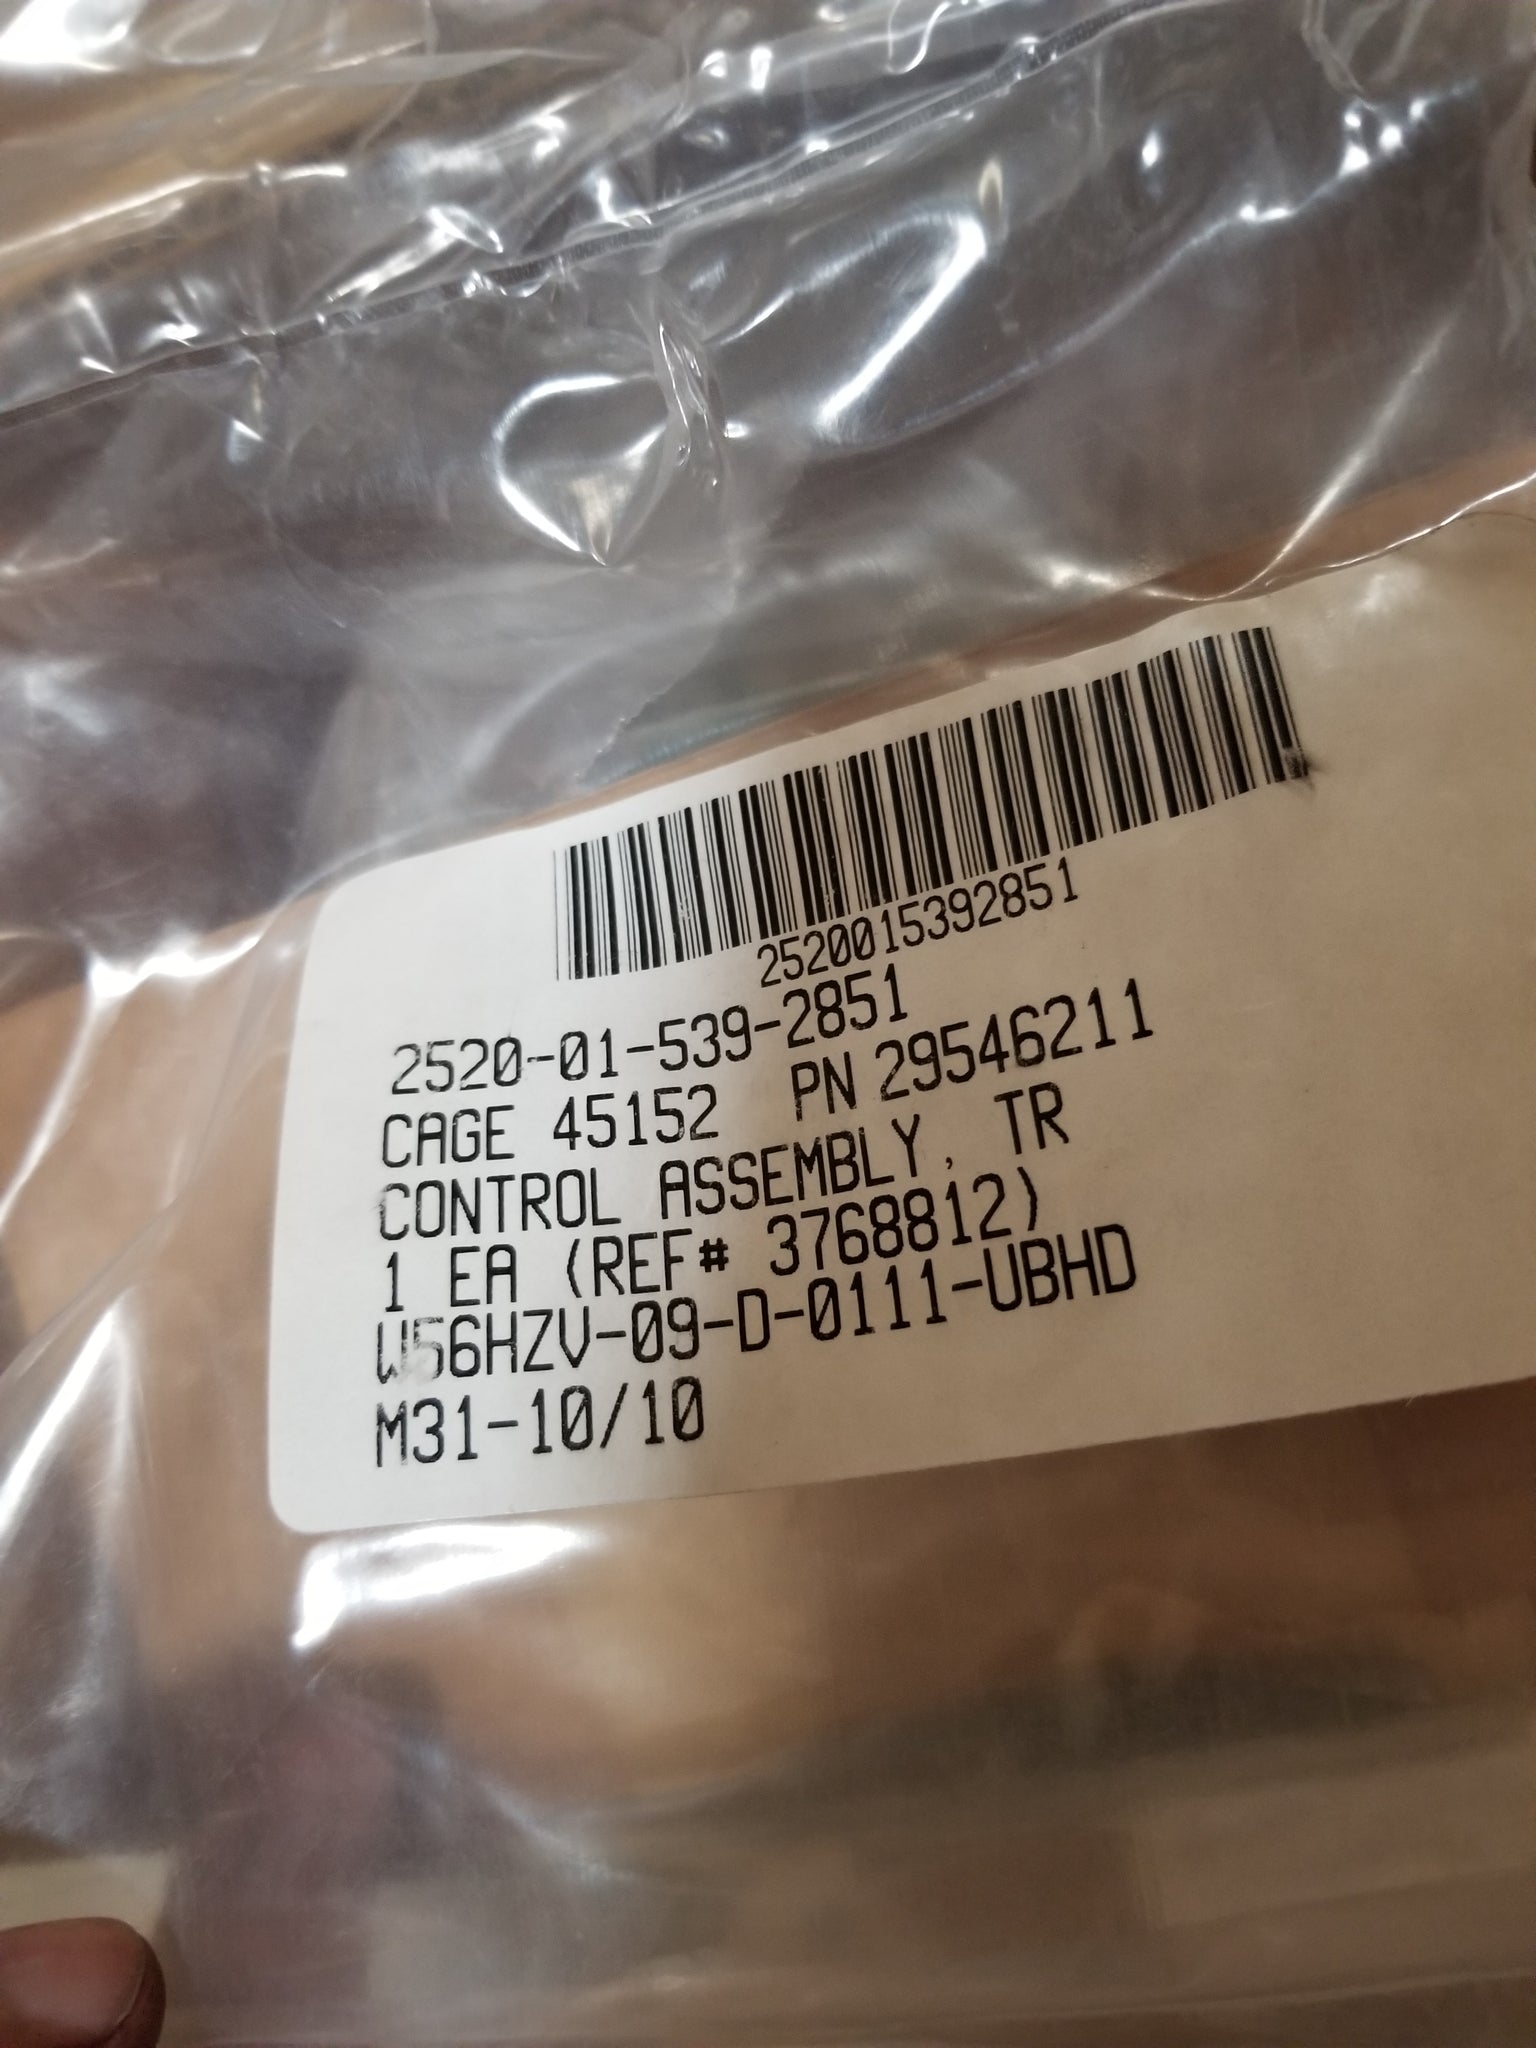 2520015392851
2520-01-539-2851
CAGE 45152 PN 29546211
CONTROL ASSEMBLY, TR
1 EA (REF# 3768812)
W56HZV-09-D-0111-UBHD
M31-10/10